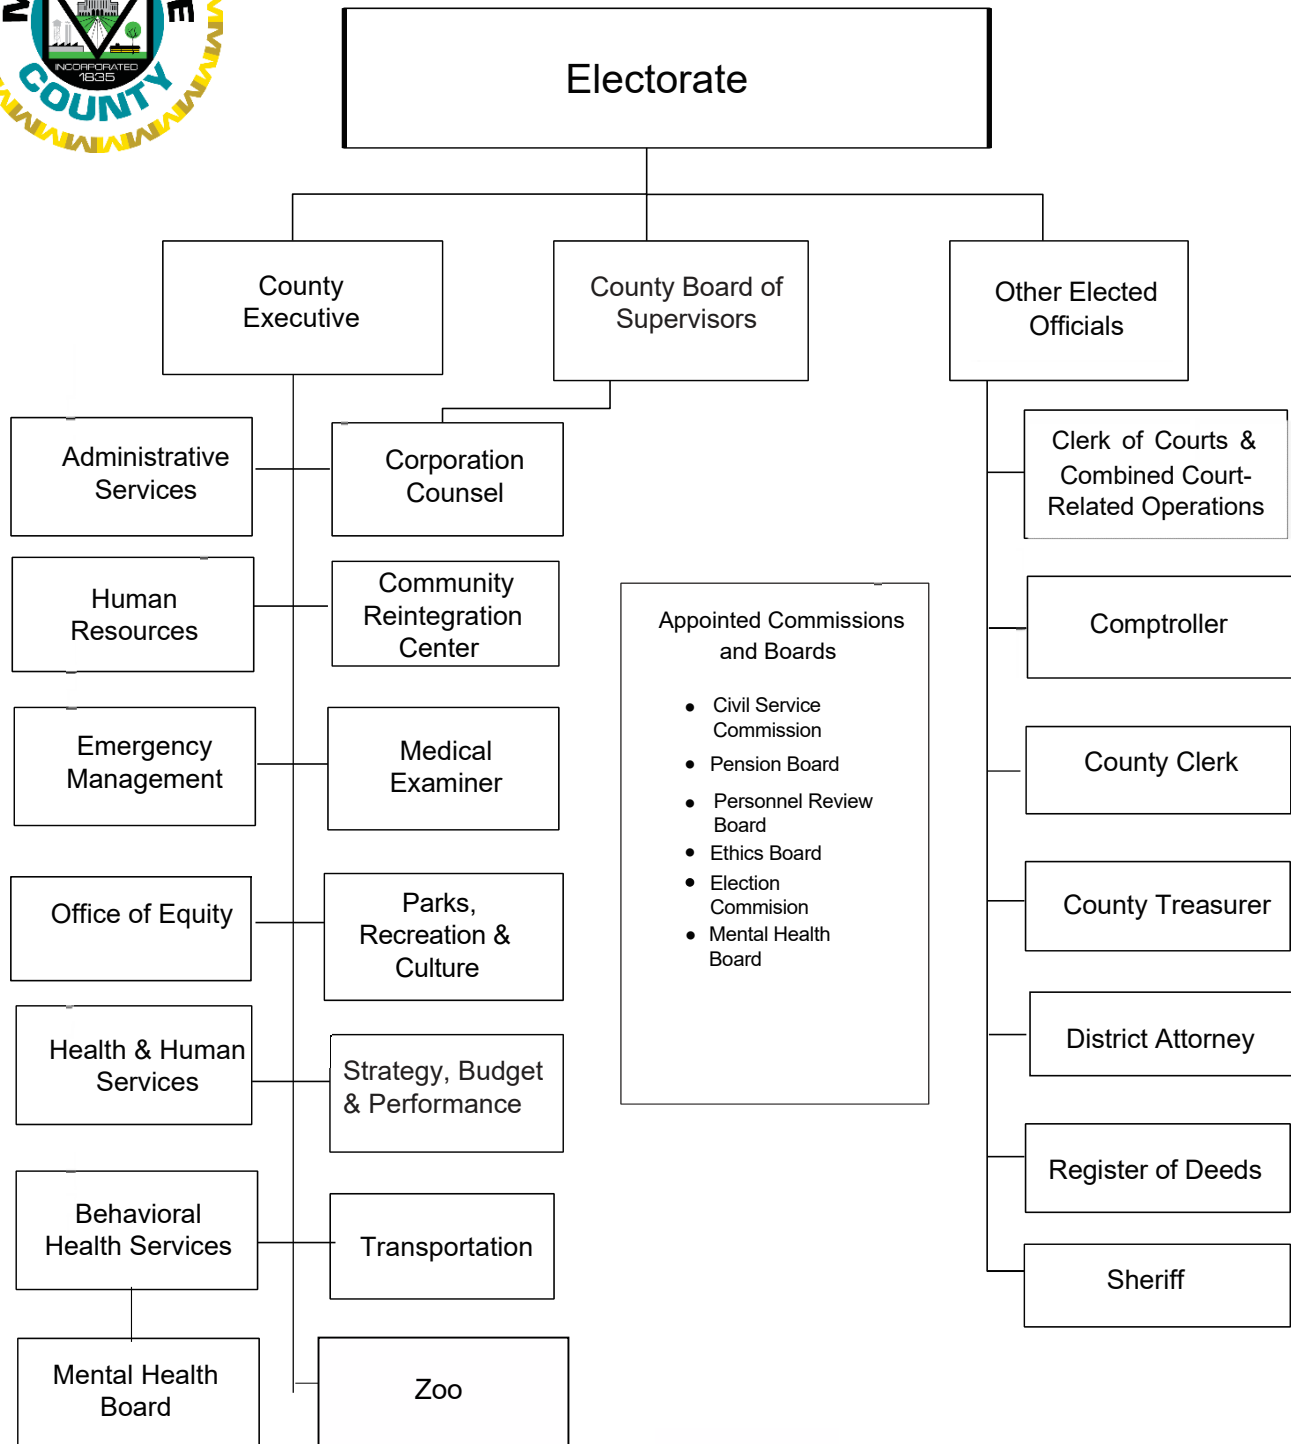 INCORPORATED
1835
COUNTY
Electorate
County
Executive
County Board of
Supervisors
Other Elected
Officials
Administrative
Services
Corporation
Counsel
Clerk of Courts &
Combined Court-
Related Operations
Human
Resources
Community
Reintegration
Center
Appointed Commissions
and Boards
● Civil Service
Commission
● Pension Board
● Personnel Review
Board
● Ethics Board
● Election
Commision
● Mental Health
Board
Comptroller
Emergency
Management
Medical
Examiner
County Clerk
Office of Equity
Parks,
Recreation &
Culture
County Treasurer
Health & Human
Services
Strategy, Budget
& Performance
District Attorney
Behavioral
Health Services
Transportation
Register of Deeds
Sheriff
Mental Health
Board
Zoo